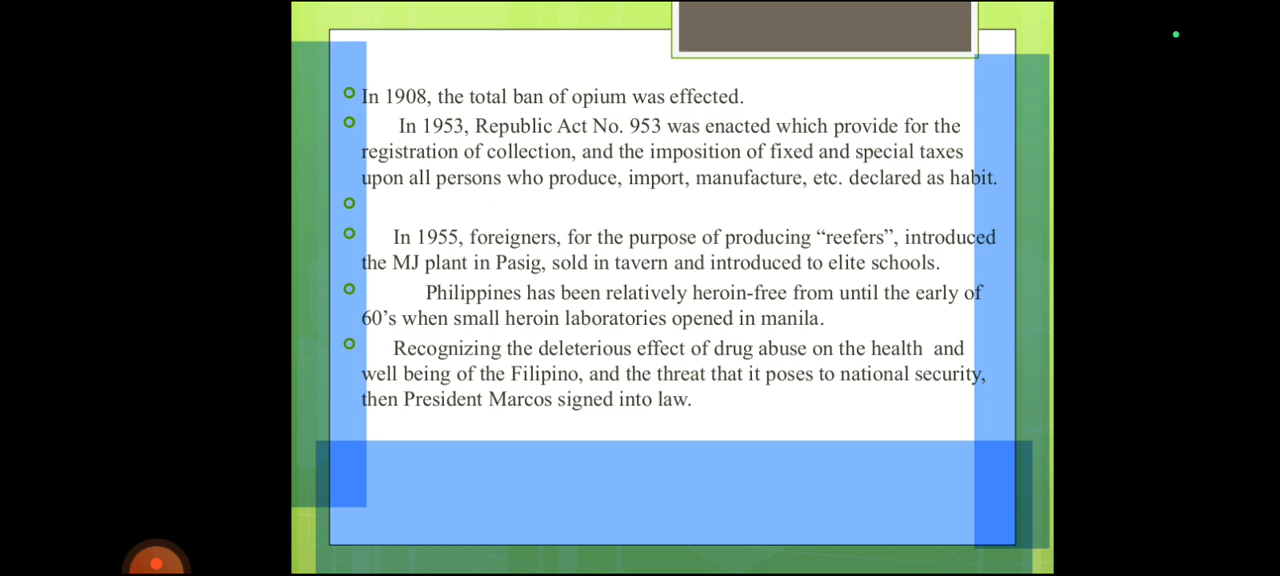 In 1908, the total ban of opium was effected.
In 1953, Republic Act No. 953 was enacted which provide for the
registration of collection, and the imposition of fixed and special taxes
upon all persons who produce, import, manufacture, etc. declared as habit.
In 1955, foreigners, for the purpose of producing “reefers”, introduced
the MJ plant in Pasig, sold in tavern and introduced to elite schools.
Philippines has been relatively heroin-free from until the early of
60’s when small heroin laboratories opened in manila.
Recognizing the deleterious effect of drug abuse on the health and
well being of the Filipino, and the threat that it poses to national security,
then President Marcos signed into law.